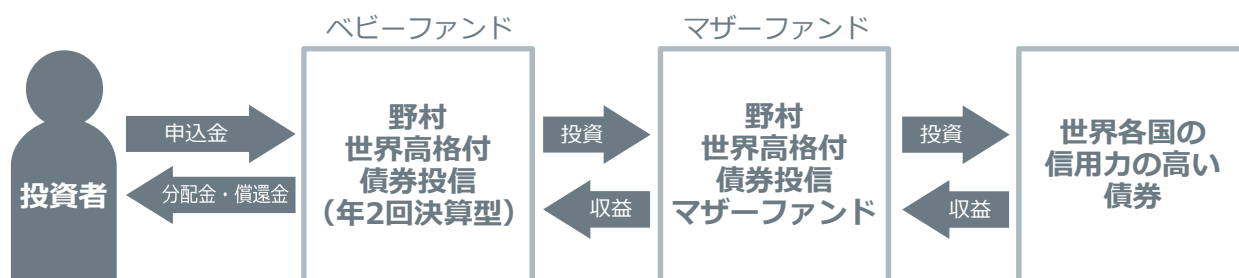 ベビーファンド
マザーファンド
投資者
申込金
分配金・償還金
野村
世界高格付
債券投信
（年2回決算型）
投資
収益
野村
世界高格付
債券投信
マザーファンド
投資
収益
世界各国の
信用力の高い
債券